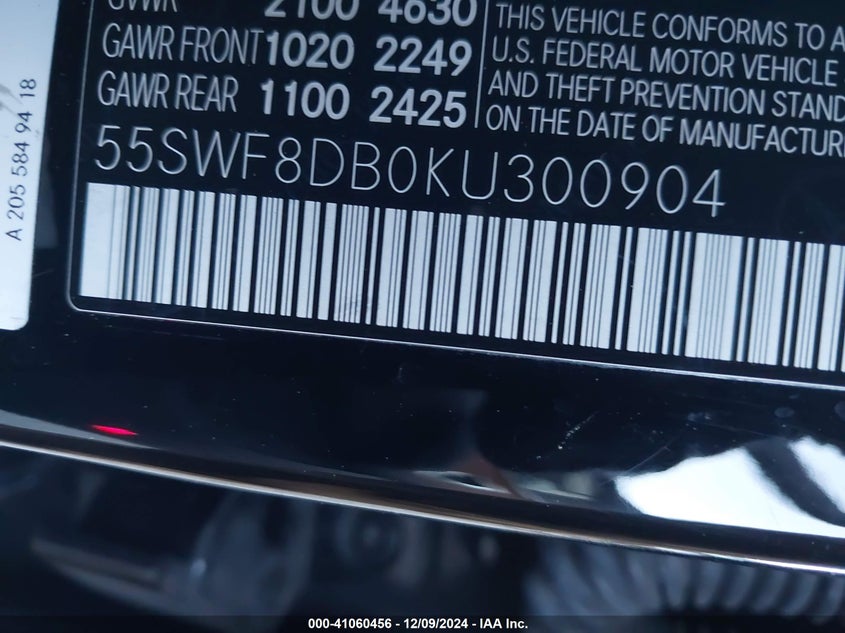 GVWR 2100 4630
GAWR FRONT 1020 2249
GAWR REAR 1100 2425
THIS VEHICLE CONFORMS TO A
U.S. FEDERAL MOTOR VEHICLE
AND THEFT PREVENTION STAND
ON THE DATE OF MANUFACTURE
55SWF8DB0KU300904
A 205 584 94 18
000-41060456 - 12/09/2024 - IAA Inc.